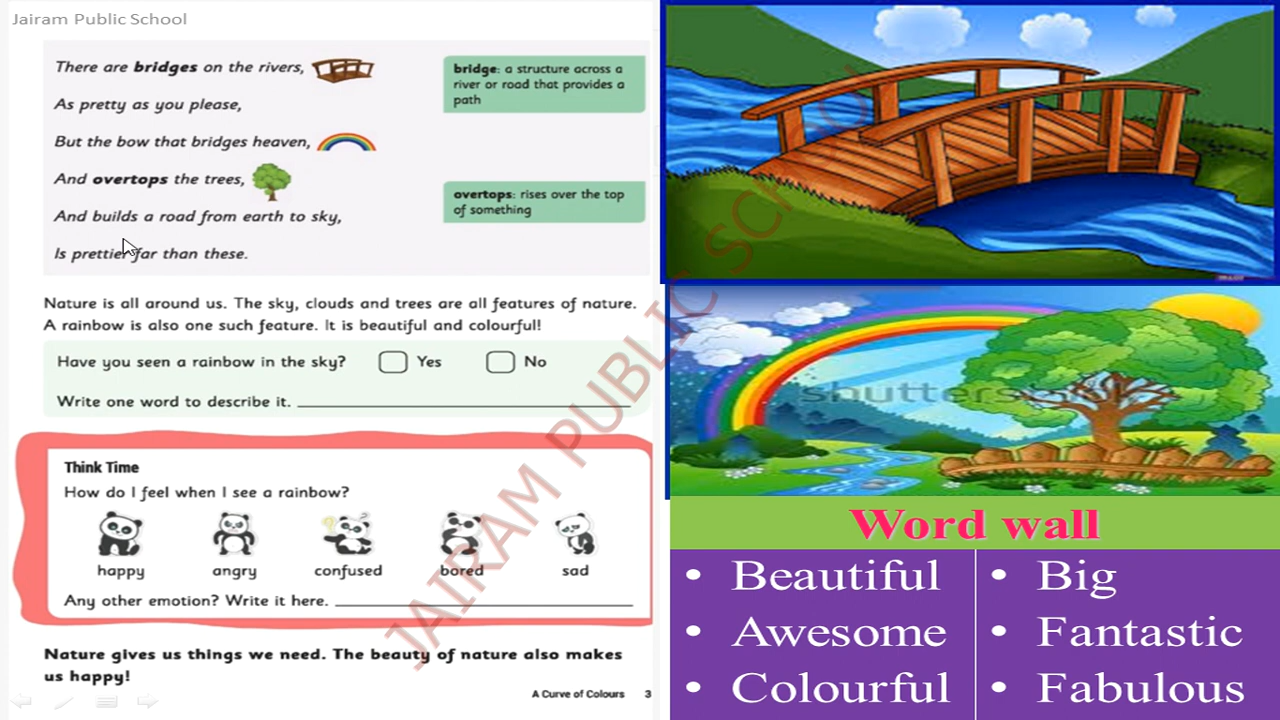 Jairam Public School
There are bridges on the rivers,
As pretty as you please,
But the bow that bridges heaven,
And overtops the trees,
And builds a road from earth to sky,
Is prettier far than these.
bridge: a structure across a
river or road that provides a
path
overtops: rises over the top
of something
Nature is all around us. The sky, clouds and trees are all features of nature.
A rainbow is also one such feature. It is beautiful and colourful!
Have you seen a rainbow in the sky? Yes No
Write one word to describe it.
Think Time
How do I feel when I see a rainbow?
happy angry confused bored sad
Any other emotion? Write it here.
Nature gives us things we need. The beauty of nature also makes
us happy!
A Curve of Colours 3
JAIRAM PUBLIC SCHOOL
shutterstock
Word wall
• Beautiful
• Awesome
• Colourful
• Big
• Fantastic
• Fabulous